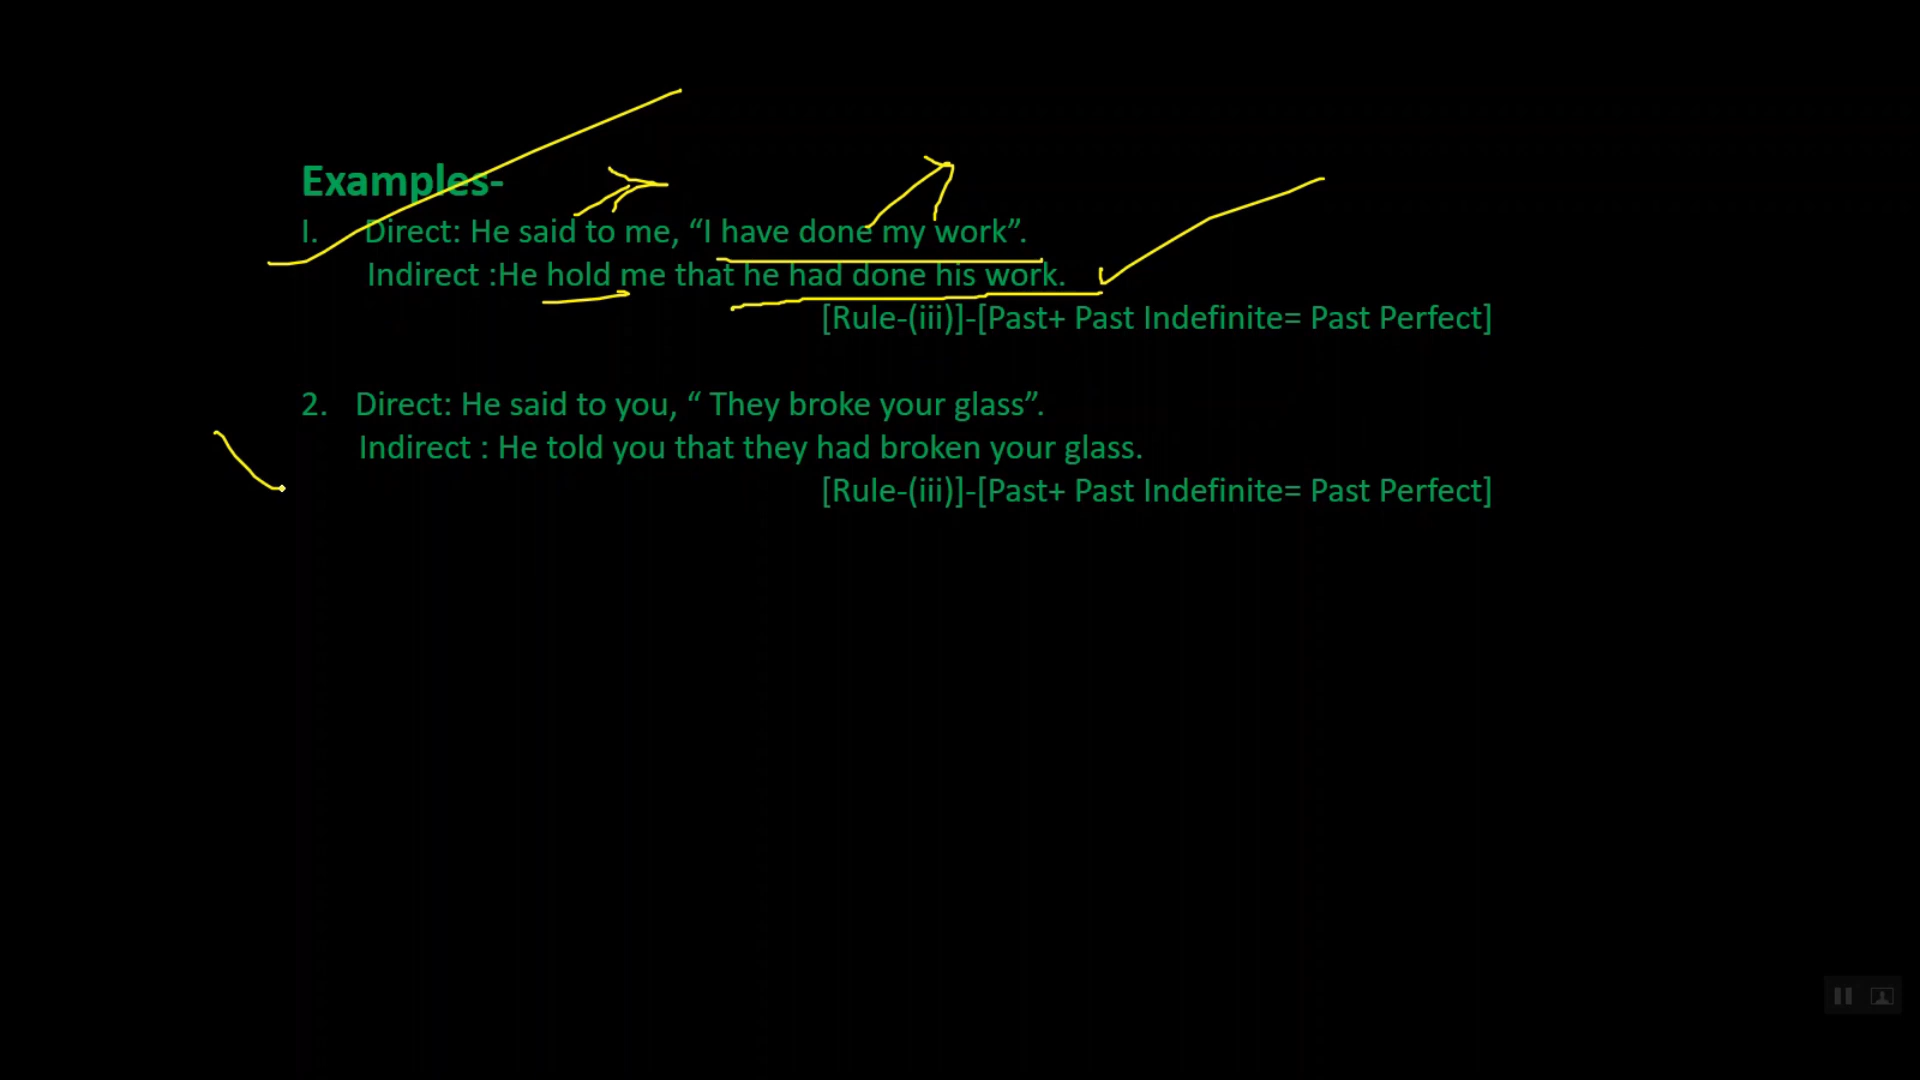 Examples-
I. Direct: He said to me, “I have done my work”.
Indirect :He hold me that he had done his work.
[Rule-(iii)]-[Past+ Past Indefinite= Past Perfect]
2. Direct: He said to you, “ They broke your glass”.
Indirect : He told you that they had broken your glass.
[Rule-(iii)]-[Past+ Past Indefinite= Past Perfect]